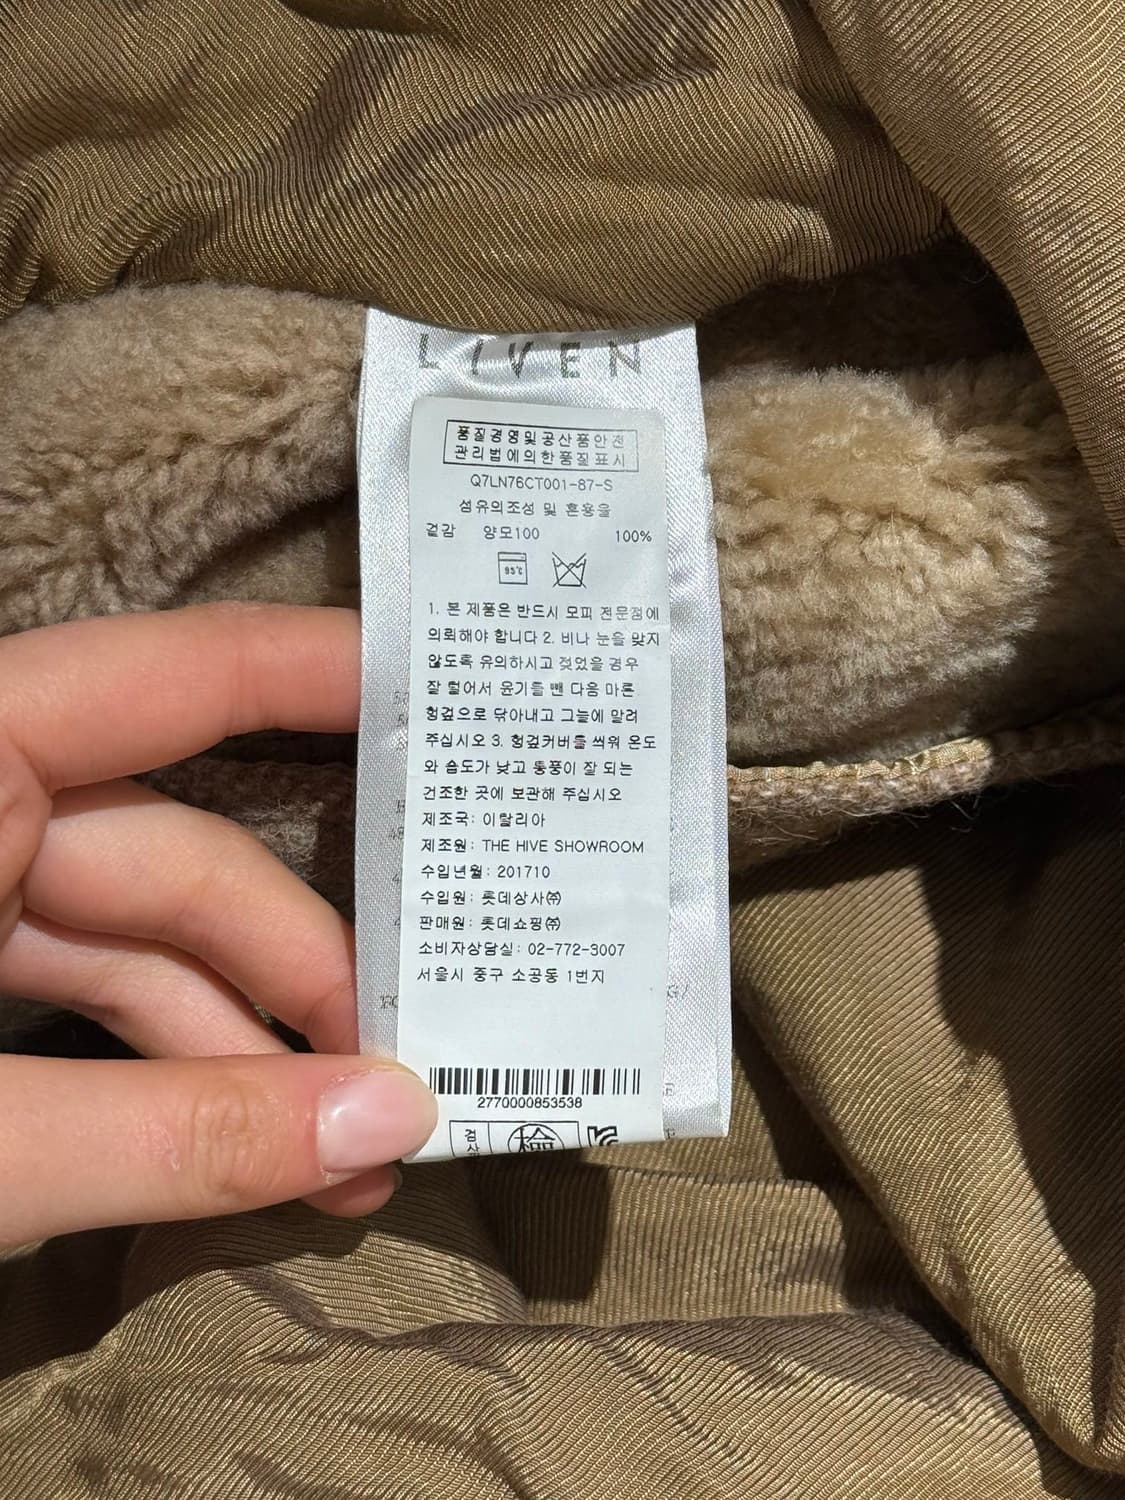 LIVEN
품질경영및공산품안전
관리법에의한품질표시
Q7LN76CT001-87-S
섬유의조성 및 혼용율
겉감 양모100 100%
95℃
1. 본 제품은 반드시 모피 전문점에
의뢰해야 합니다 2. 비나 눈을 맞지
않도록 유의하시고 젖었을 경우
잘 털어서 윤기를 뺀 다음 마른
헝겊으로 닦아내고 그늘에 말려
주십시오 3. 헝겊커버를 씌워 온도
와 습도가 낮고 통풍이 잘 되는
건조한 곳에 보관해 주십시오
제조국: 이탈리아
제조원: THE HIVE SHOWROOM
수입년월: 201710
수입원: 롯데상사㈜
판매원: 롯데쇼핑㈜
소비자상담실: 02-772-3007
서울시 중구 소공동 1번지
2770000853538
검
檢